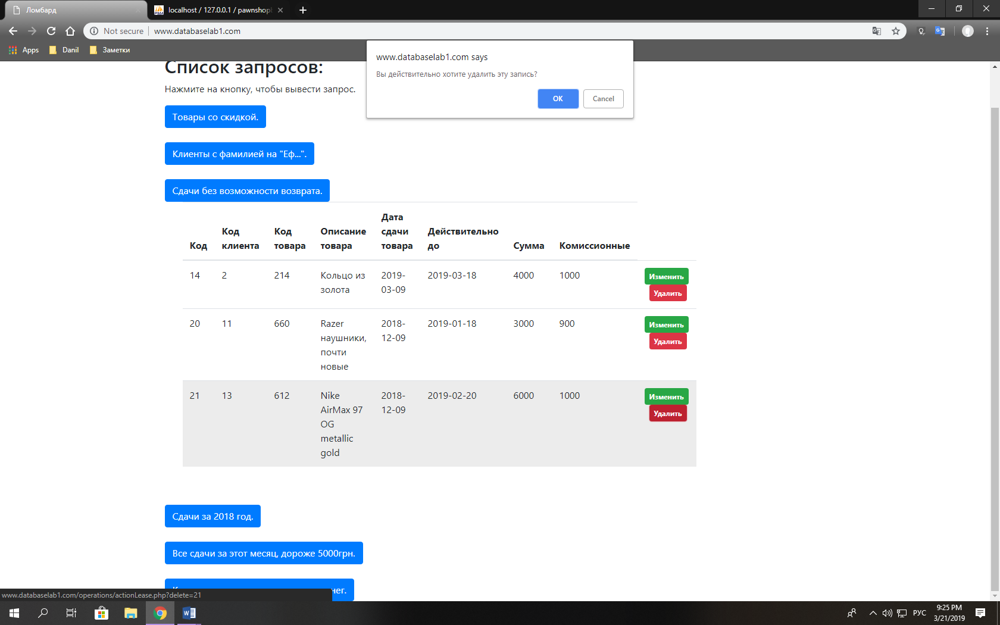 Ломбард
localhost / 127.0.0.1 / pawnshop
Not secure
www.databaselab1.com
Apps
Danil
Заметки
www.databaselab1.com says
Вы действительно хотите удалить эту запись?
OK
Cancel
Список запросов:
Нажмите на кнопку, чтобы вывести запрос.
Товары со скидкой.
Клиенты с фамилией на "Еф...".
Сдачи без возможности возврата.
Код Код клиента Код товара Описание товара Дата сдачи товара Действительно до Сумма Комиссионные
14 2 214 Кольцо из золота 2019-03-09 2019-03-18 4000 1000 Изменить Удалить
20 11 660 Razer наушники, почти новые 2018-12-09 2019-01-18 3000 900 Изменить Удалить
21 13 612 Nike AirMax 97 OG metallic gold 2018-12-09 2019-02-20 6000 1000 Изменить Удалить
Сдачи за 2018 год.
Все сдачи за этот месяц, дороже 5000грн.
нег.
www.databaselab1.com/operations/actionLease.php?delete=21
РУС
9:25 PM
3/21/2019